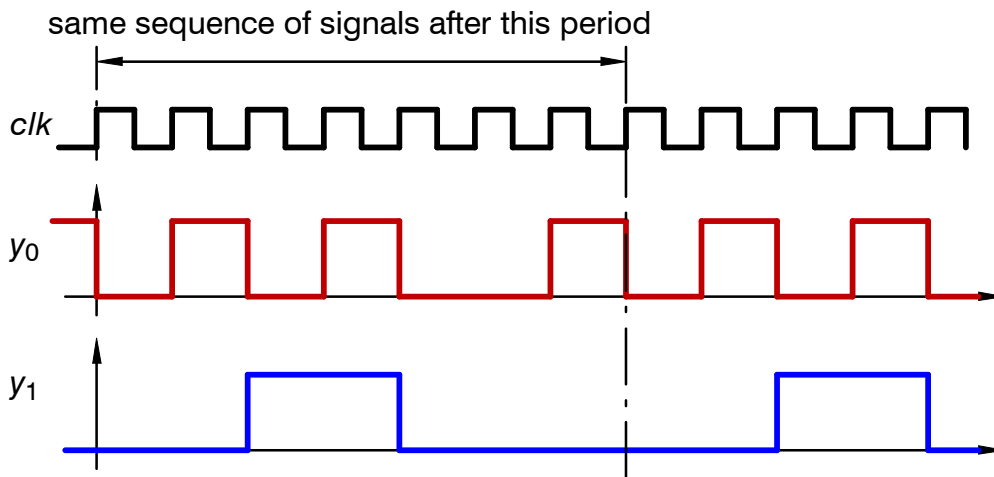 same sequence of signals after this period
clk
y0
y1